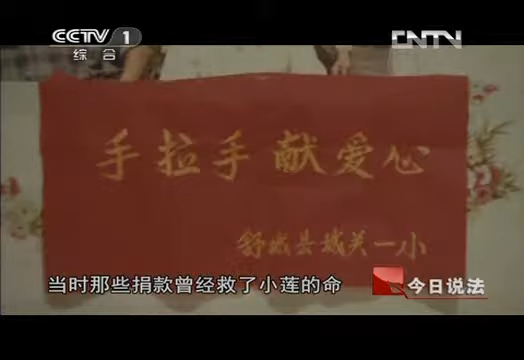 CCTV 1
综合
CNTV
手拉手 献爱心
舒城县城关一小
当时那些捐款曾经救了小莲的命
今日说法